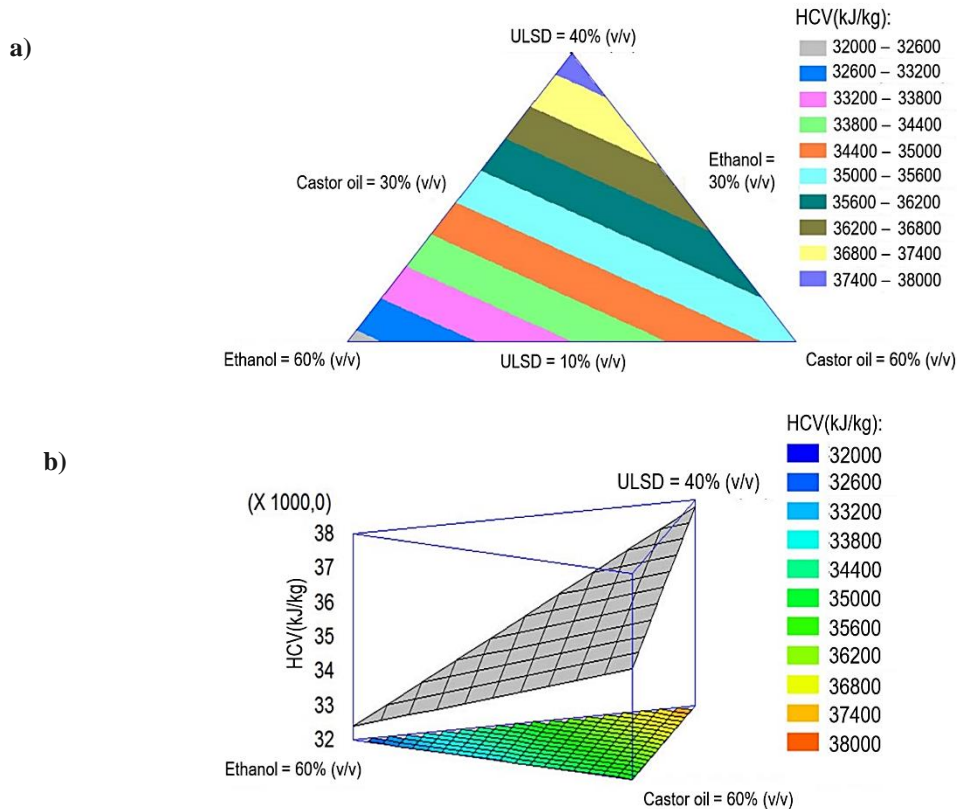 a)
ULSD = 40% (v/v)
Castor oil = 30% (v/v)
Ethanol =
30% (v/v)
Ethanol = 60% (v/v)
ULSD = 10% (v/v)
Castor oil = 60% (v/v)
HCV(kJ/kg):
32000 – 32600
32600 – 33200
33200 – 33800
33800 – 34400
34400 – 35000
35000 – 35600
35600 – 36200
36200 – 36800
36800 – 37400
37400 – 38000
b)
(X 1000,0)
ULSD = 40% (v/v)
HCV(kJ/kg)
38
37
36
35
34
33
32
Ethanol = 60% (v/v)
Castor oil = 60% (v/v)
HCV(kJ/kg):
32000
32600
33200
33800
34400
35000
35600
36200
36800
37400
38000